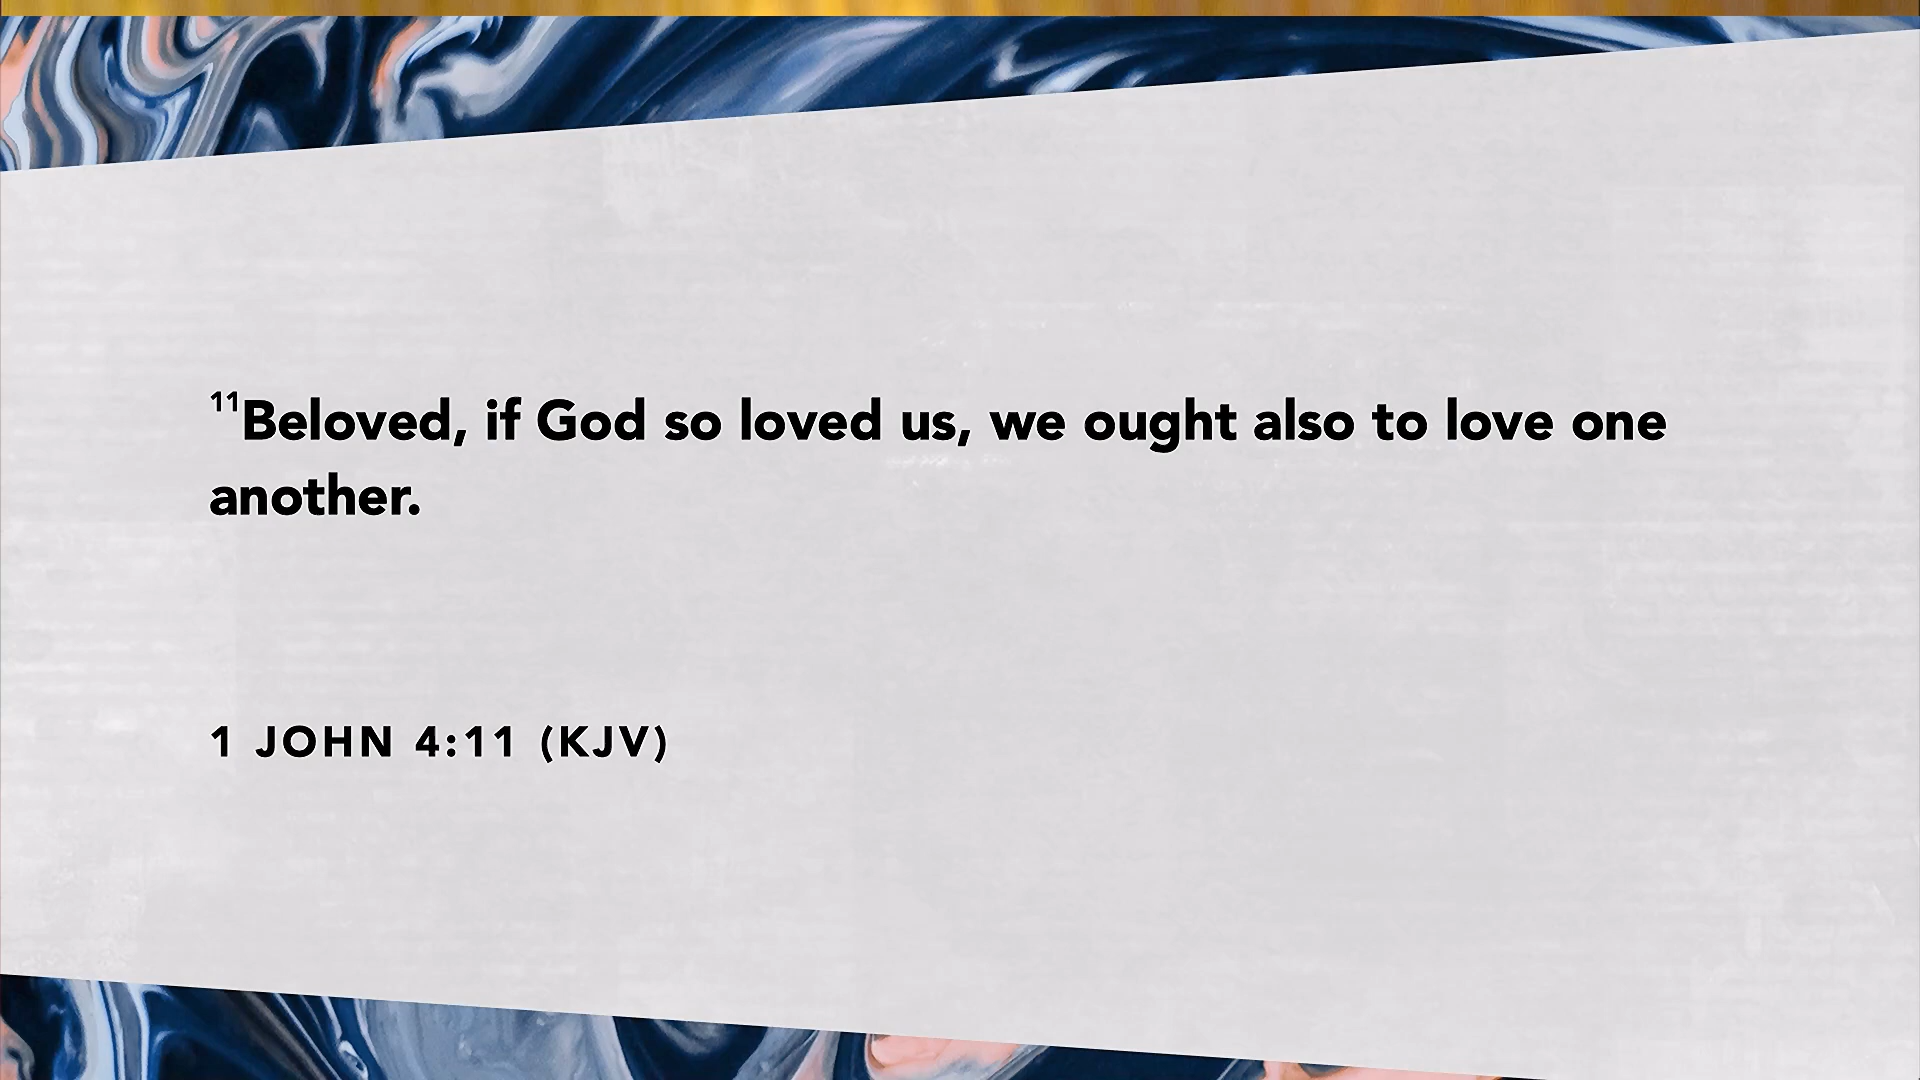 11Beloved, if God so loved us, we ought also to love one
another.
1 JOHN 4:11 (KJV)